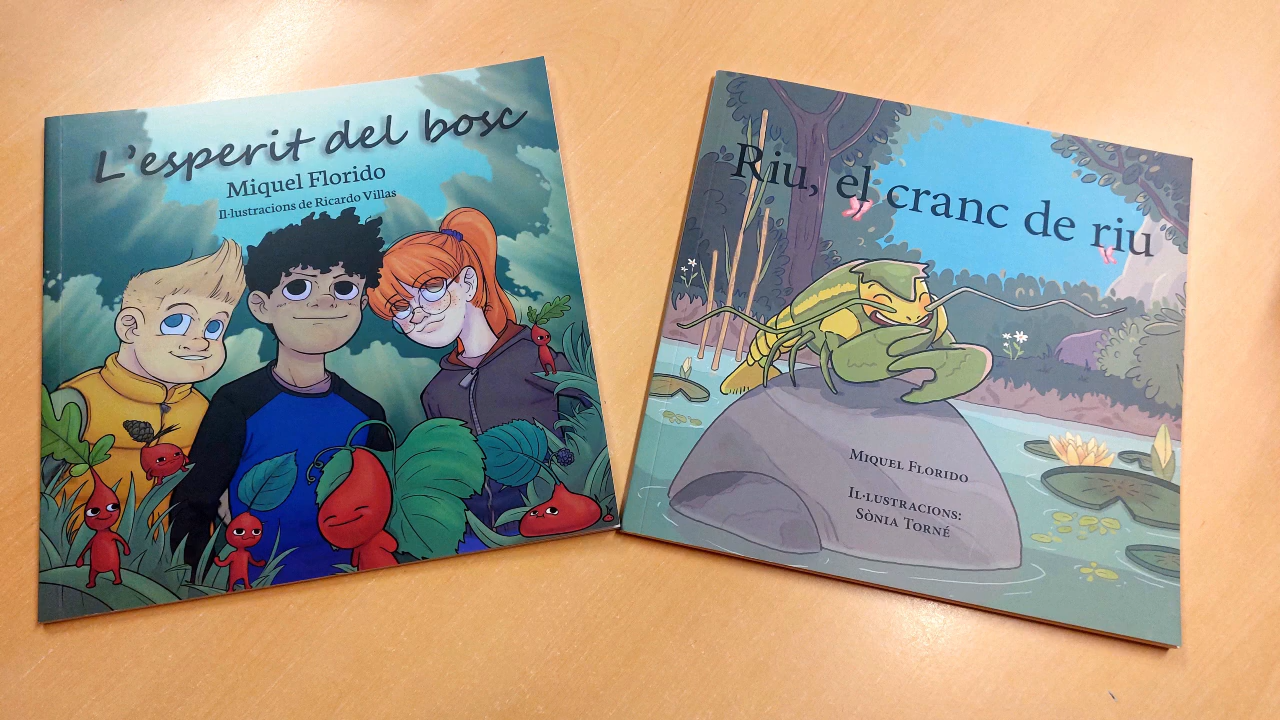 L'esperit del bosc
Miquel Florido
Il·lustracions de Ricardo Villas
Riu, el cranc de riu
Miquel Florido
Il·lustracions:
Sònia Torné